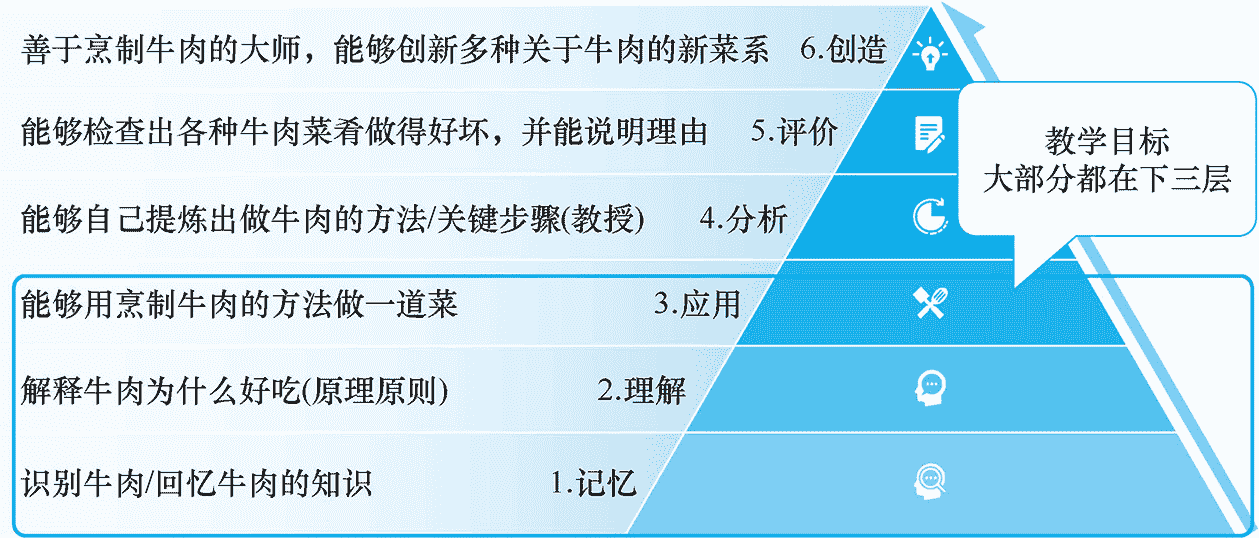 善于烹制牛肉的大师，能够创新多种关于牛肉的新菜系 6.创造
能够检查出各种牛肉菜肴做得好坏，并能说明理由 5.评价
教学目标
大部分都在下三层
能够自己提炼出做牛肉的方法/关键步骤(教授) 4.分析
能够用烹制牛肉的方法做一道菜 3.应用
解释牛肉为什么好吃(原理原则) 2.理解
识别牛肉/回忆牛肉的知识 1.记忆